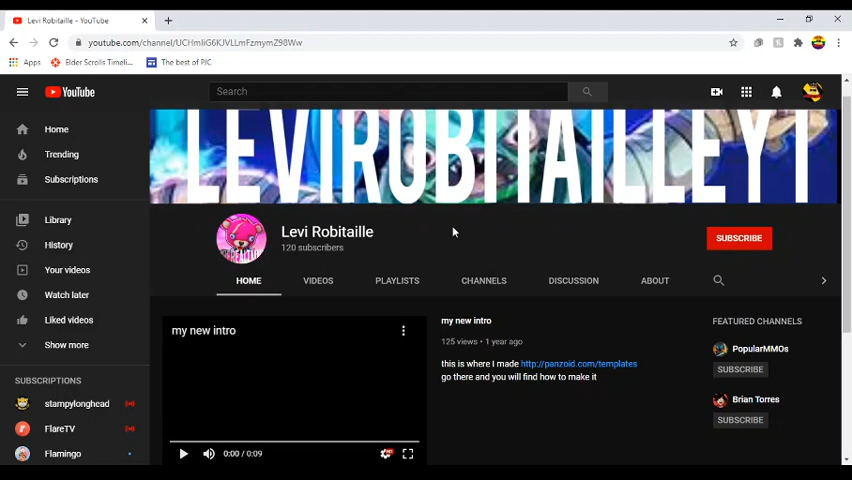 Levi Robitaille - YouTube
youtube.com/channel/UCHmIiG6KJVLLmFzmymZ98Ww
Apps
Elder Scrolls Timeli...
The best of PJC
YouTube
Search
LEVIROBITAILLEYT
Home
Trending
Subscriptions
Library
History
Your videos
Watch later
Liked videos
Show more
SUBSCRIPTIONS
stampylonghead
FlareTV
Flamingo
Levi Robitaille
120 subscribers
SUBSCRIBE
HOME
VIDEOS
PLAYLISTS
CHANNELS
DISCUSSION
ABOUT
my new intro
0:00 / 0:09
my new intro
125 views • 1 year ago
this is where I made http://panzoid.com/templates
go there and you will find how to make it
FEATURED CHANNELS
PopularMMOs
SUBSCRIBE
Brian Torres
SUBSCRIBE